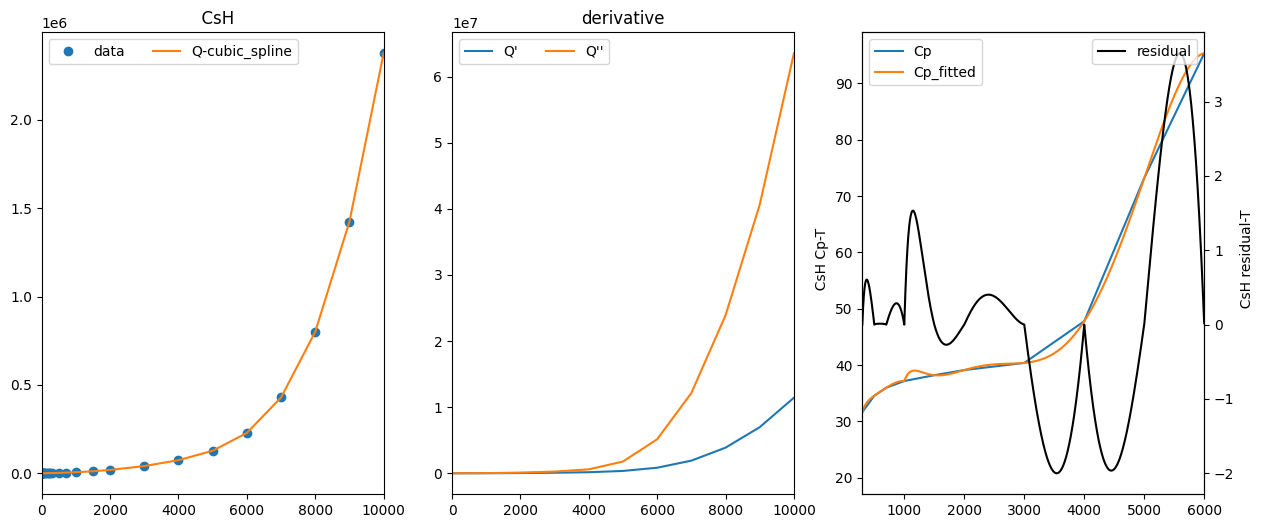 CsH
1e6
data
Q-cubic_spline
2.0
1.5
1.0
0.5
0.0
0 2000 4000 6000 8000 10000
derivative
1e7
Q' Q''
6
5
4
3
2
1
0
0 2000 4000 6000 8000 10000
Cp
Cp_fitted
residual
CsH Cp-T
90
80
70
60
50
40
30
20
1000 2000 3000 4000 5000 6000
3
2
1
0
−1
−2
CsH residual-T